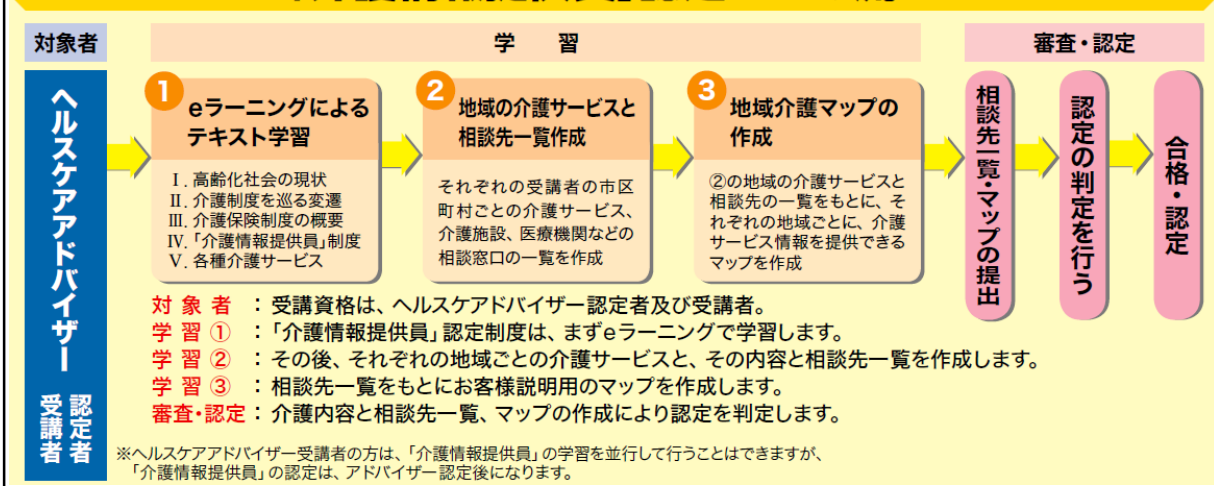 対象者
学 習
審査・認定
ヘルスケアアドバイザー
認定者
受講者
1
eラーニングによる
テキスト学習
Ⅰ. 高齢化社会の現状
Ⅱ. 介護制度を巡る変遷
Ⅲ. 介護保険制度の概要
Ⅳ.「介護情報提供員」制度
Ⅴ. 各種介護サービス
2
地域の介護サービスと
相談先一覧作成
それぞれの受講者の市区
町村ごとの介護サービス、
介護施設、医療機関などの
相談窓口の一覧を作成
3
地域介護マップの
作成
②の地域の介護サービスと
相談先の一覧をもとに、そ
れぞれの地域ごとに、介護
サービス情報を提供できる
マップを作成
相談先一覧・マップの提出
認定の判定を行う
合格・認定
対 象 者 ：受講資格は、ヘルスケアドバイザー認定者及び受講者。
学 習 ① ：「介護情報提供員」認定制度は、まずeラーニングで学習します。
学 習 ② ：その後、それぞれの地域ごとの介護サービスと、その内容と相談先一覧を作成します。
学 習 ③ ：相談先一覧をもとにお客様説明用のマップを作成します。
審査・認定：介護内容と相談先一覧、マップの作成により認定を判定します。
※ヘルスケアアドバイザー受講者の方は、「介護情報提供員」の学習を並行して行うことはできますが、
「介護情報提供員」の認定は、アドバイザー認定後になります。